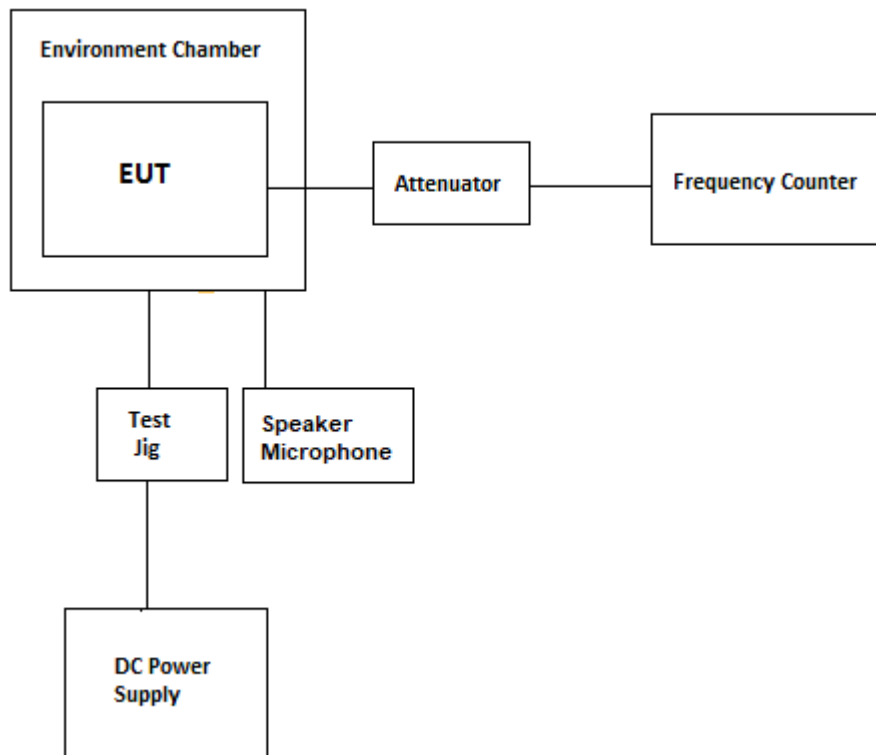 Environment Chamber
EUT
Attenuator
Frequency Counter
Test
Jig
Speaker
Microphone
DC Power
Supply